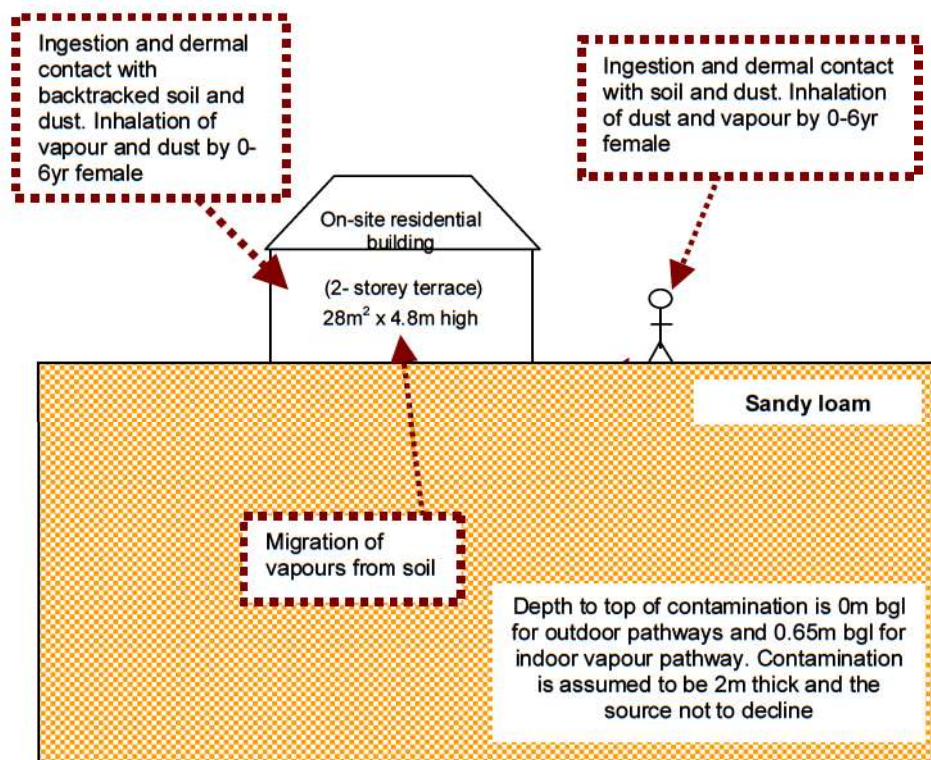 Ingestion and dermal
contact with
backtracked soil and
dust. Inhalation of
vapour and dust by 0-
6yr female
Ingestion and dermal contact
with soil and dust. Inhalation
of dust and vapour by 0-6yr
female
On-site residential
building
(2- storey terrace)
28m² x 4.8m high
Sandy loam
Migration of
vapours from soil
Depth to top of contamination is 0m bgl
for outdoor pathways and 0.65m bgl for
indoor vapour pathway. Contamination
is assumed to be 2m thick and the
source not to decline